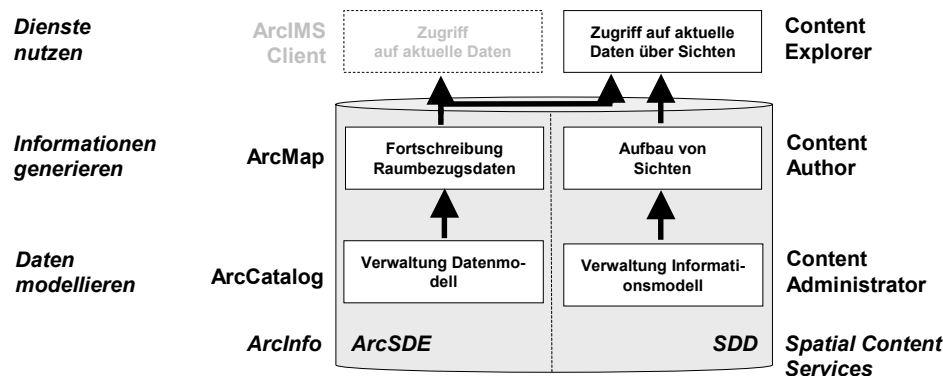 Dienste
nutzen
ArcIMS
Client
Zugriff
auf aktuelle Daten
Zugriff auf aktuelle
Daten über Sichten
Content
Explorer
Informationen
generieren
ArcMap
Fortschreibung
Raumbezugsdaten
Aufbau von
Sichten
Content
Author
Daten
modellieren
ArcCatalog
Verwaltung Datenmo-
dell
Verwaltung Informati-
onsmodell
Content
Administrator
ArcInfo
ArcSDE
SDD
Spatial Content
Services